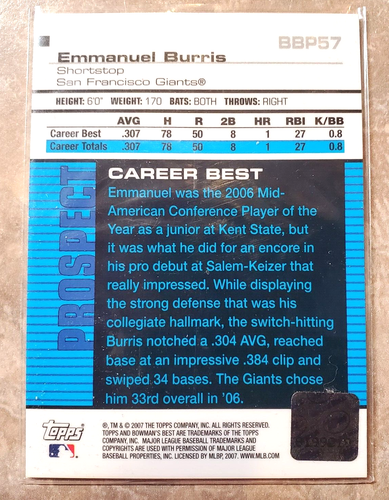 BBP57
Emmanuel Burris
Shortstop
San Francisco Giants®
HEIGHT: 6'0" WEIGHT: 170 BATS: BOTH THROWS: RIGHT
AVG H R 2B HR RBI K/BB
Career Best .307 78 50 8 1 27 0.8
Career Totals .307 78 50 8 1 27 0.8
PROSPECT
CAREER BEST
Emmanuel was the 2006 Mid-
American Conference Player of the
Year as a junior at Kent State, but
it was what he did for an encore in
his pro debut at Salem-Keizer that
really impressed. While displaying
the strong defense that was his
collegiate hallmark, the switch-hitting
Burris notched a .304 AVG, reached
base at an impressive .384 clip and
swiped 34 bases. The Giants chose
him 33rd overall in '06.
Topps
®, TM & © 2007 THE TOPPS COMPANY, INC. ALL RIGHTS RESERVED.
TOPPS AND BOWMAN'S BEST ARE TRADEMARKS OF THE TOPPS
COMPANY, INC. MAJOR LEAGUE BASEBALL TRADEMARKS AND
COPYRIGHTS ARE USED WITH PERMISSION OF MAJOR LEAGUE
BASEBALL PROPERTIES, INC. LICENSED BY MLBP, 2007. WWW.MLB.COM